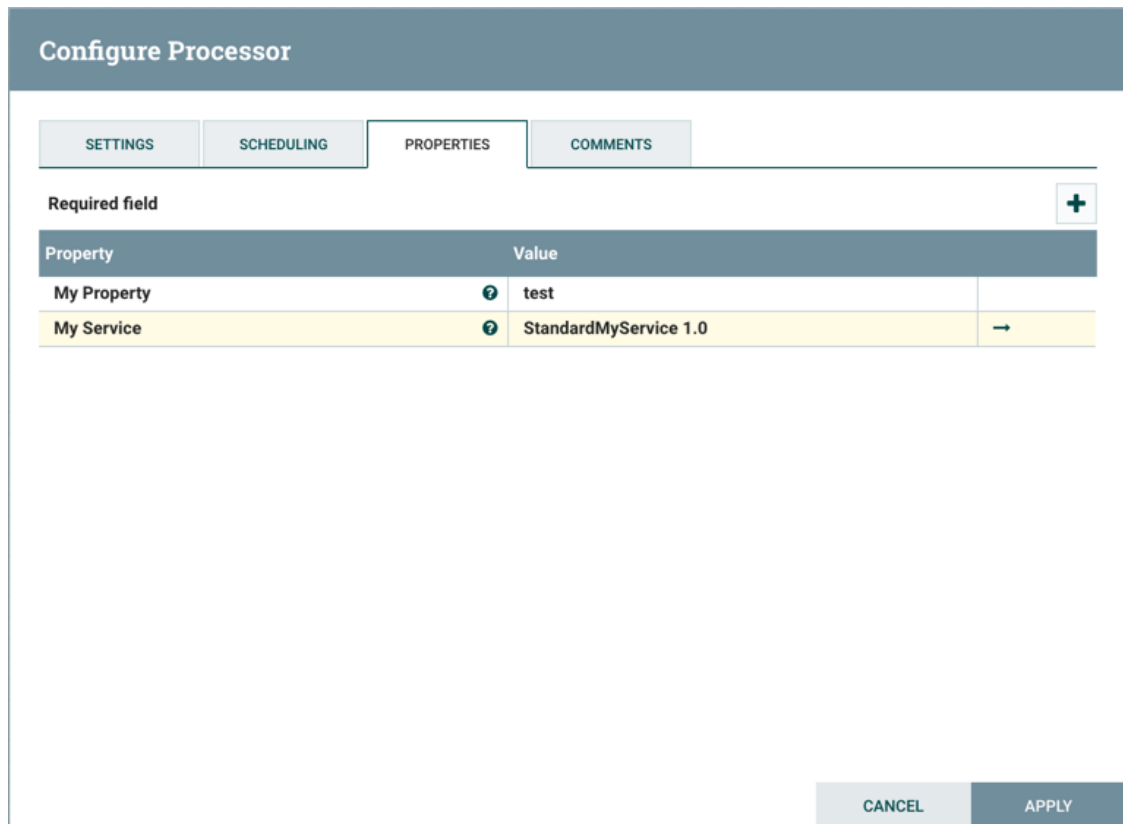 Configure Processor
SETTINGS SCHEDULING PROPERTIES COMMENTS
Required field
Property Value
My Property test
My Service StandardMyService 1.0
CANCEL APPLY